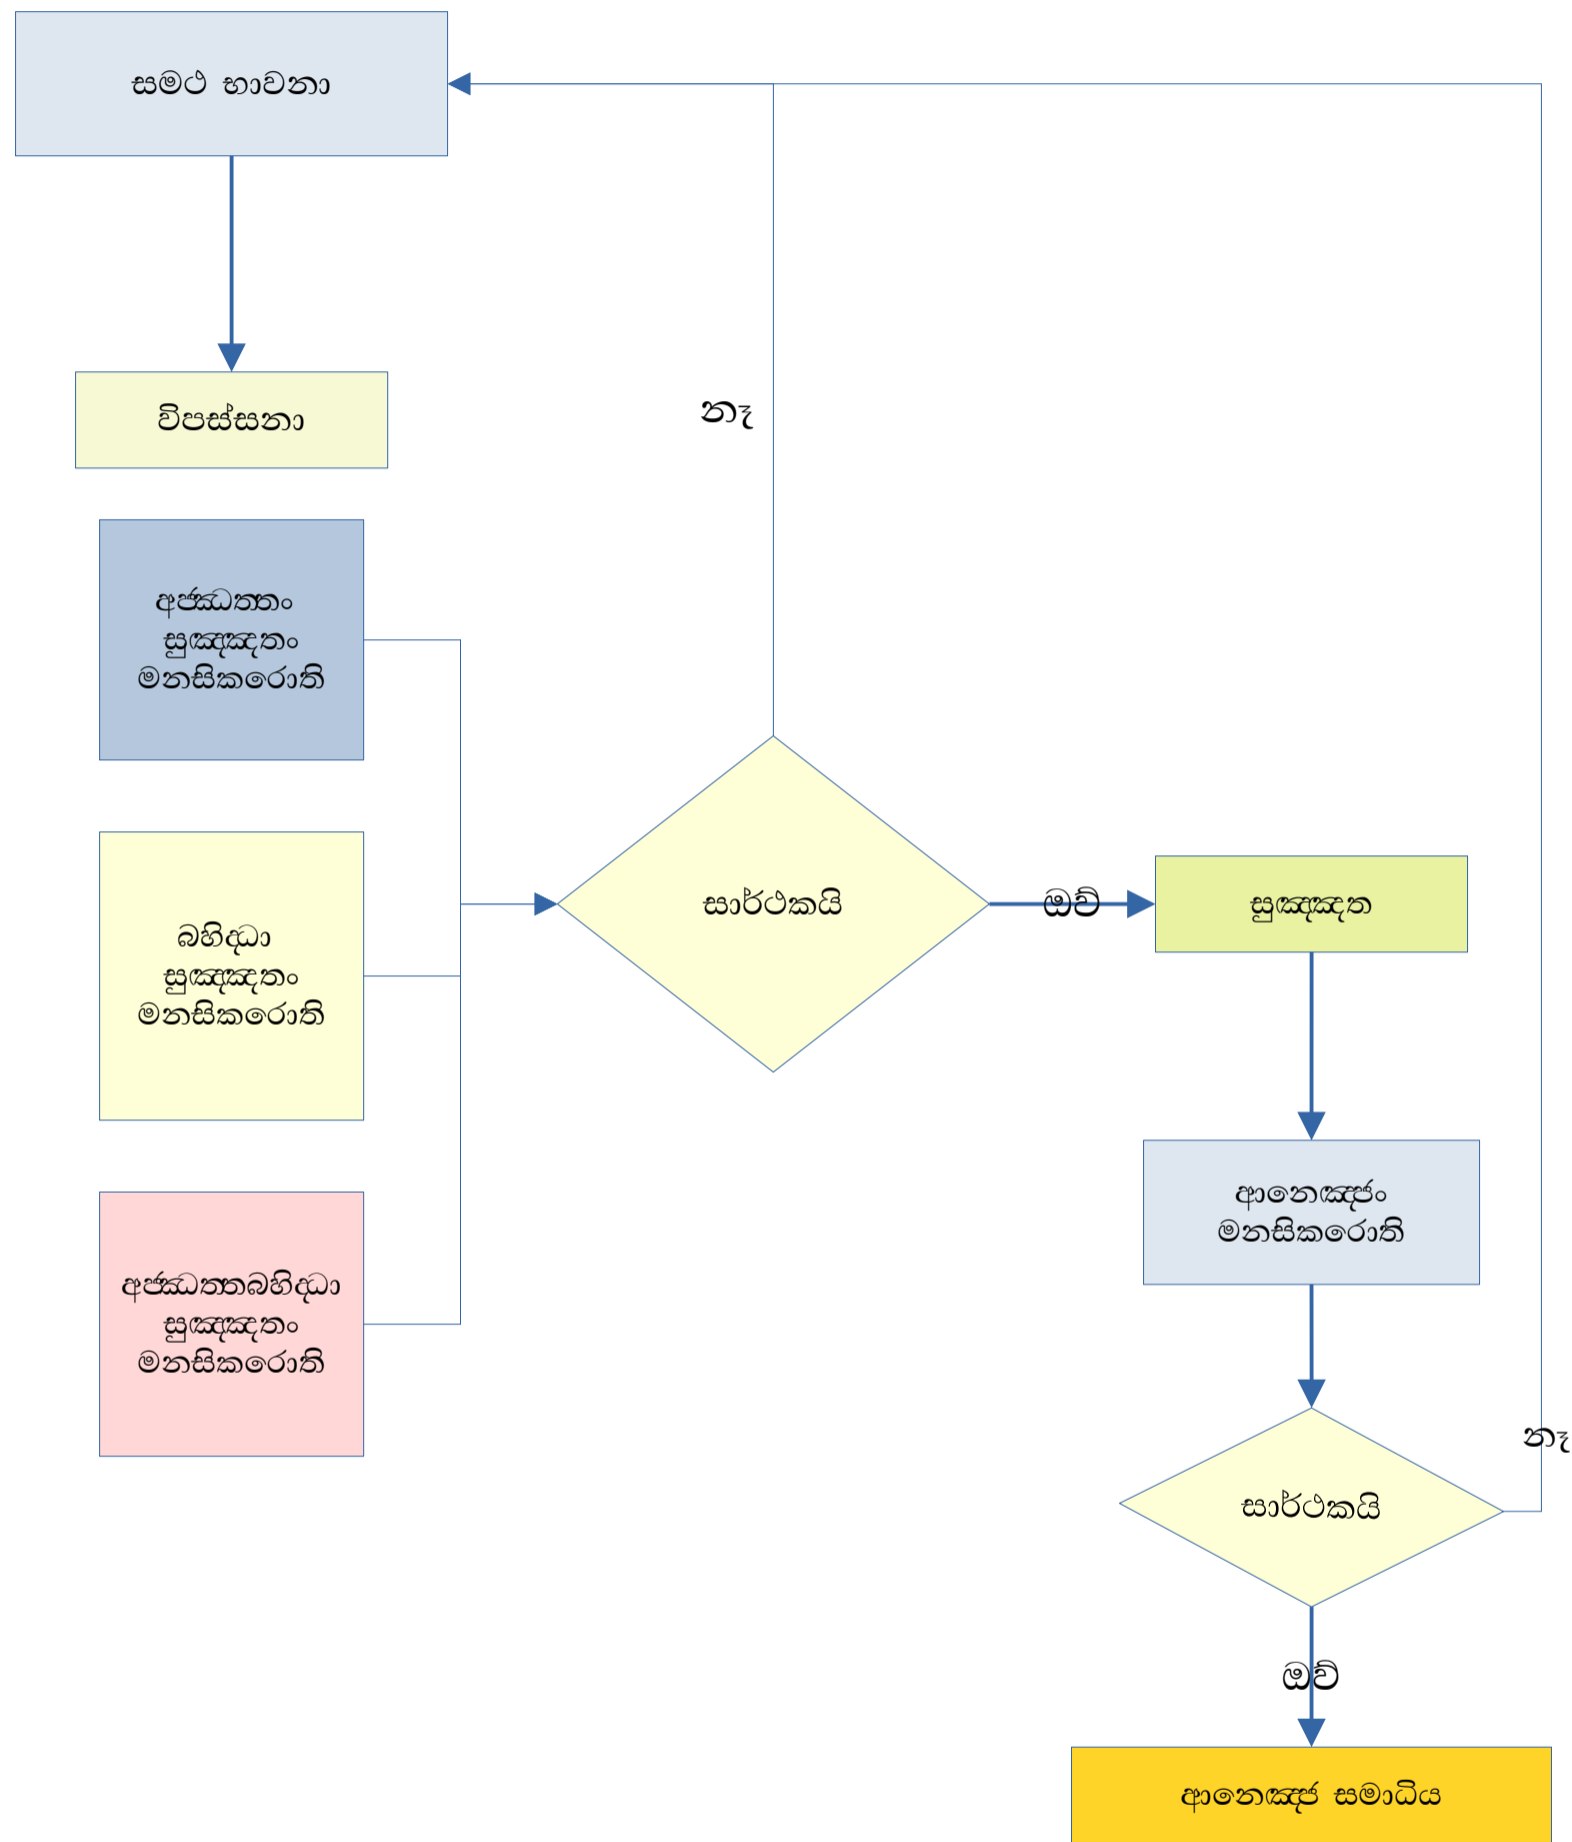 සමථ භාවනා
විපස්සනා
නෑ
අජ්ඣත්තං
සුඤ්ඤතං
මනසිකරොති
බහිද්ධා
සුඤ්ඤතං
මනසිකරොති
අජ්ඣත්තබහිද්ධා
සුඤ්ඤතං
මනසිකරොති
සාර්ථකයි
ඔව්
සුඤ්ඤත
ආනෙඤ්ජං
මනසිකරොති
නෑ
සාර්ථකයි
ඔව්
ආනෙඤ්ජ සමාධිය